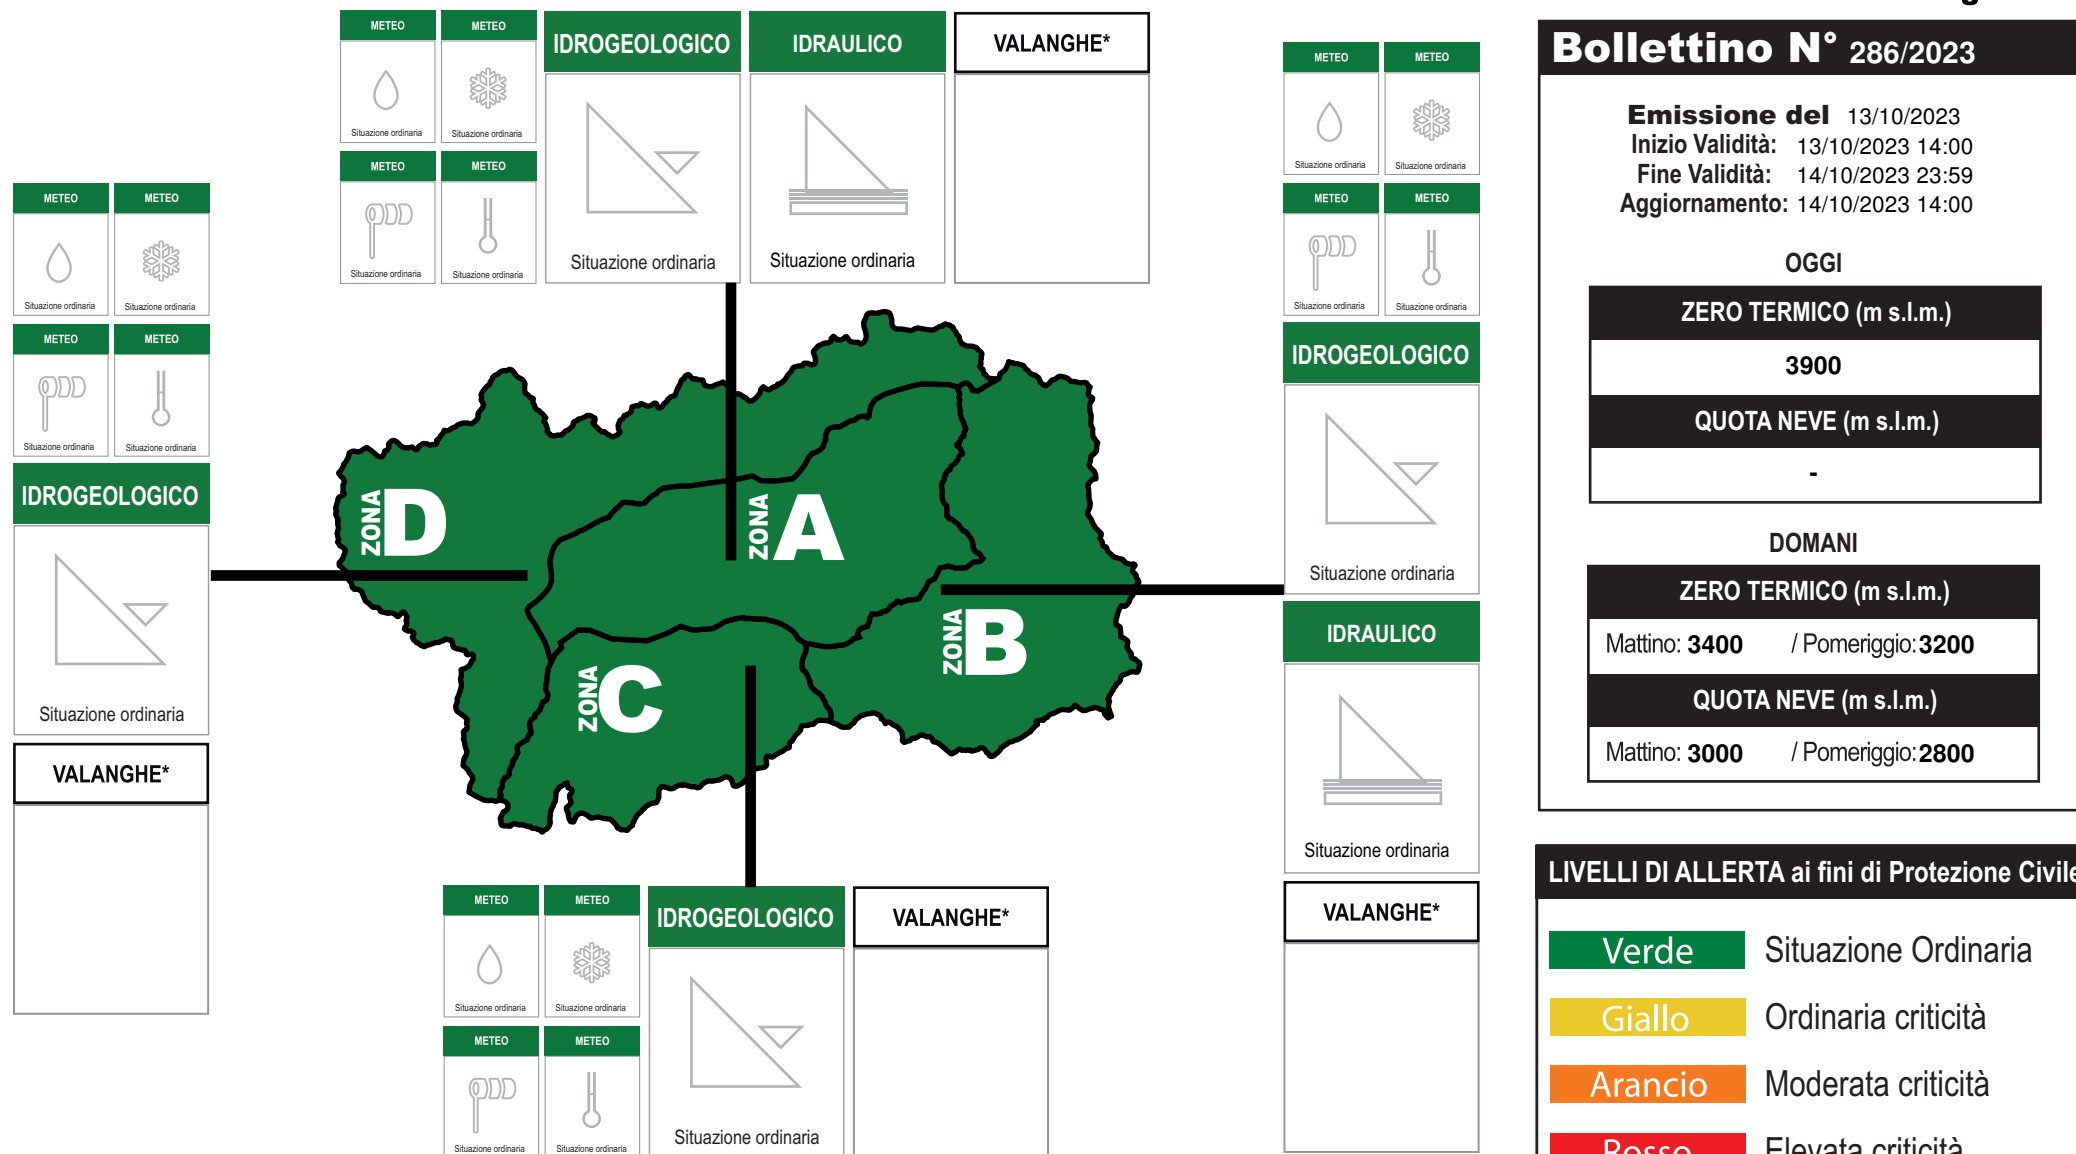 METEO
METEO
Situazione ordinaria
Situazione ordinaria
METEO
METEO
Situazione ordinaria
Situazione ordinaria
IDROGEOLOGICO
Situazione ordinaria
IDRAULICO
Situazione ordinaria
VALANGHE*
METEO
METEO
Situazione ordinaria
Situazione ordinaria
METEO
METEO
Situazione ordinaria
Situazione ordinaria
IDROGEOLOGICO
Situazione ordinaria
VALANGHE*
ZONA D
ZONA A
ZONA B
ZONA C
METEO
METEO
Situazione ordinaria
Situazione ordinaria
METEO
METEO
Situazione ordinaria
Situazione ordinaria
IDROGEOLOGICO
Situazione ordinaria
IDRAULICO
Situazione ordinaria
VALANGHE*
METEO
METEO
Situazione ordinaria
Situazione ordinaria
METEO
METEO
Situazione ordinaria
Situazione ordinaria
IDROGEOLOGICO
Situazione ordinaria
VALANGHE*
Bollettino N° 286/2023
Emissione del 13/10/2023
Inizio Validità: 13/10/2023 14:00
Fine Validità: 14/10/2023 23:59
Aggiornamento: 14/10/2023 14:00
OGGI
ZERO TERMICO (m s.l.m.)
3900
QUOTA NEVE (m s.l.m.)
-
DOMANI
ZERO TERMICO (m s.l.m.)
Mattino: 3400 / Pomeriggio: 3200
QUOTA NEVE (m s.l.m.)
Mattino: 3000 / Pomeriggio: 2800
LIVELLI DI ALLERTA ai fini di Protezione Civile
Verde Situazione Ordinaria
Giallo Ordinaria criticità
Arancio Moderata criticità
Rosso Elevata criticità